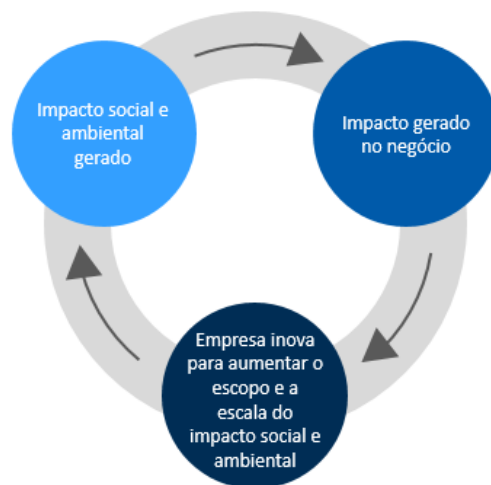 Impacto social e
ambiental
gerado
Impacto gerado
no negócio
Empresa inova
para aumentar o
escopo e a
escala do
impacto social e
ambiental